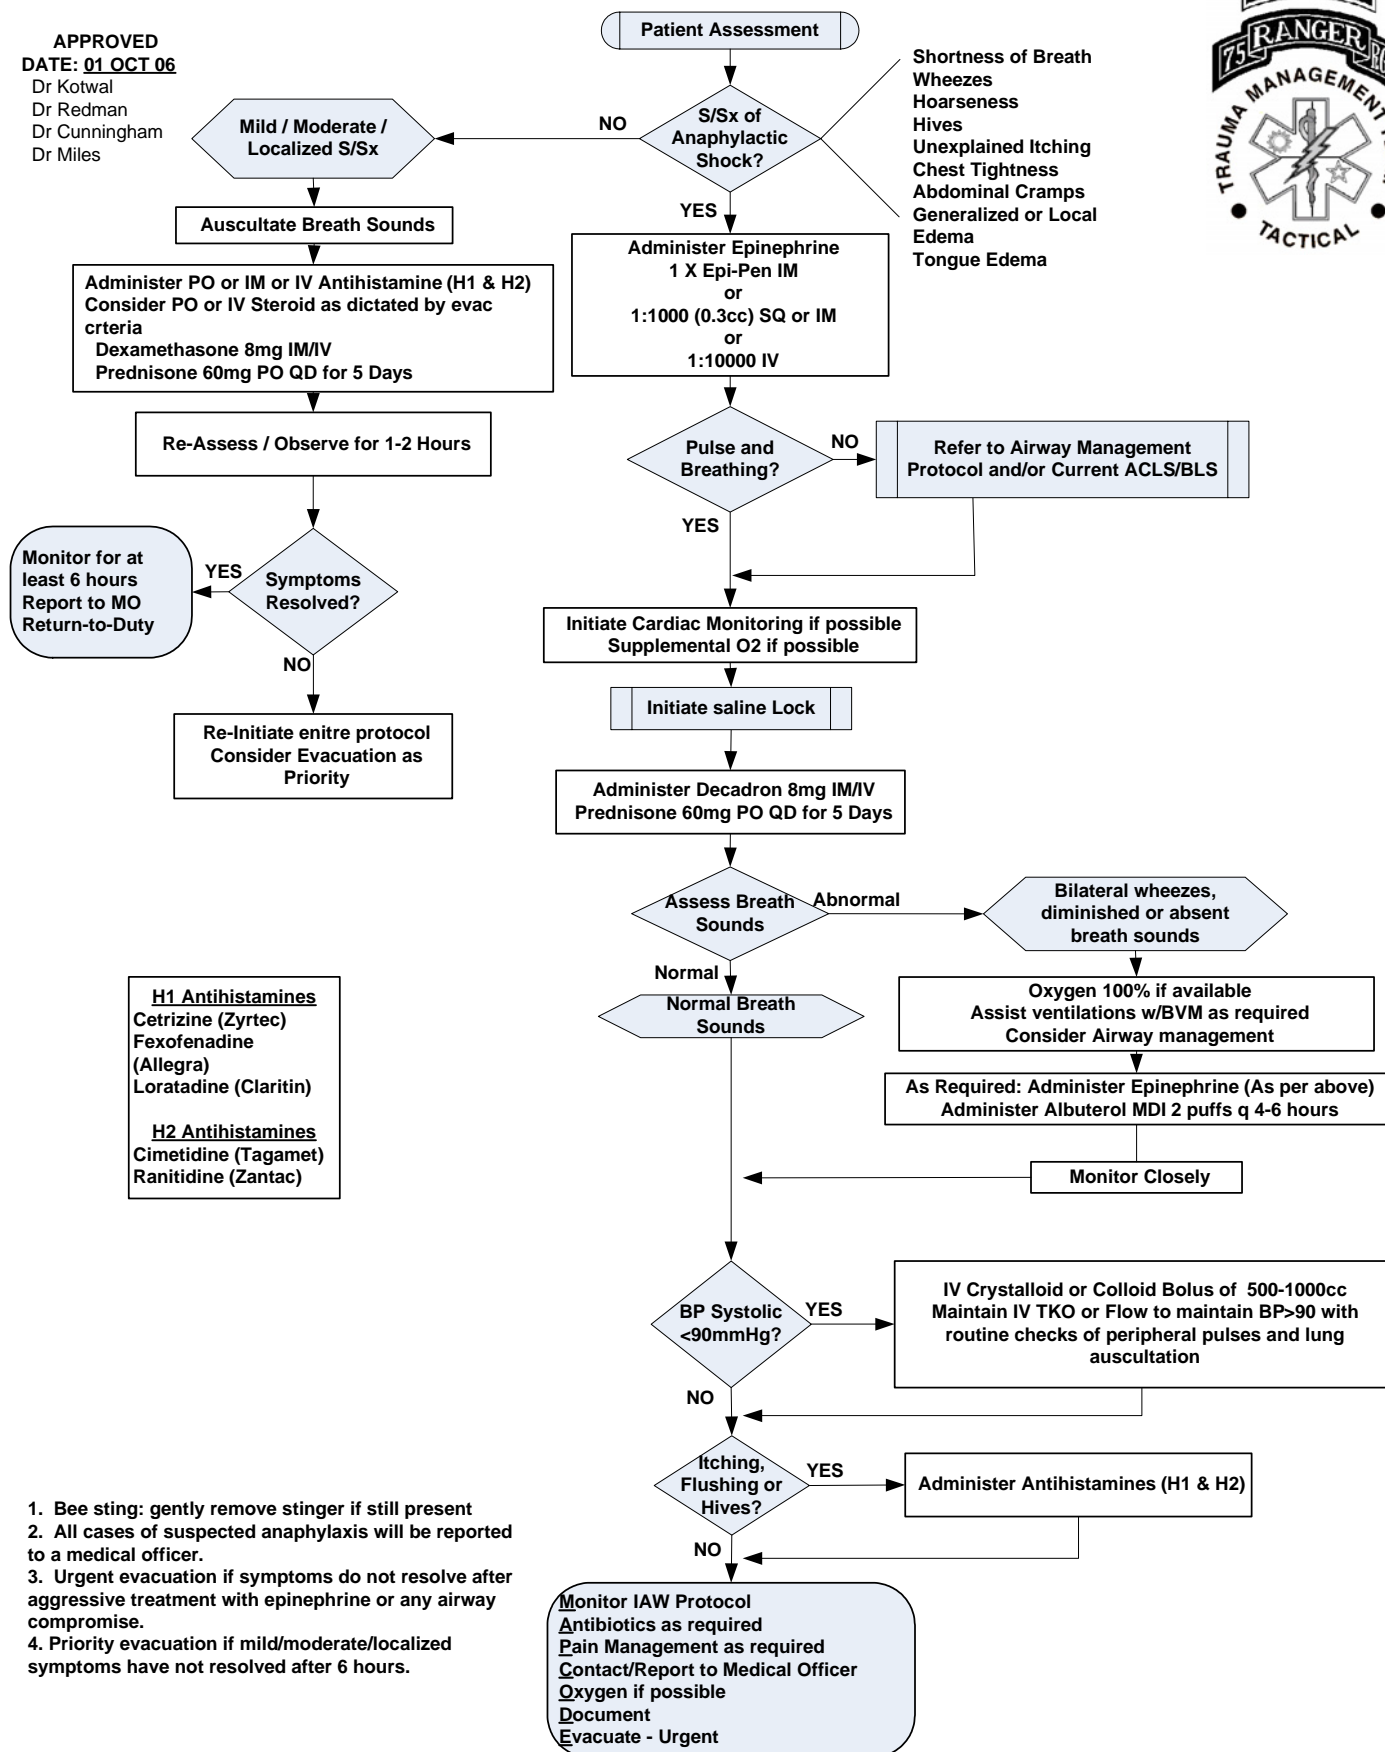 APPROVED
DATE: 01 OCT 06
Dr Kotwal
Dr Redman
Dr Cunningham
Dr Miles
Patient Assessment
75 RANGER
TRAUMA MANAGEMENT
TACTICAL
S/Sx of
Anaphylactic
Shock?
Shortness of Breath
Wheezes
Hoarseness
Hives
Unexplained Itching
Chest Tightness
Abdominal Cramps
Generalized or Local
Edema
Tongue Edema
NO
Mild / Moderate /
Localized S/Sx
Auscultate Breath Sounds
Administer PO or IM or IV Antihistamine (H1 & H2)
Consider PO or IV Steroid as dictated by evac
crteria
Dexamethasone 8mg IM/IV
Prednisone 60mg PO QD for 5 Days
Re-Assess / Observe for 1-2 Hours
Symptoms
Resolved?
YES
Monitor for at
least 6 hours
Report to MO
Return-to-Duty
NO
Re-Initiate enitre protocol
Consider Evacuation as
Priority
YES
Administer Epinephrine
1 X Epi-Pen IM
or
1:1000 (0.3cc) SQ or IM
or
1:10000 IV
Pulse and
Breathing?
NO
Refer to Airway Management
Protocol and/or Current ACLS/BLS
YES
Initiate Cardiac Monitoring if possible
Supplemental O2 if possible
Initiate saline Lock
Administer Decadron 8mg IM/IV
Prednisone 60mg PO QD for 5 Days
Assess Breath
Sounds
Abnormal
Bilateral wheezes,
diminished or absent
breath sounds
Oxygen 100% if available
Assist ventilations w/BVM as required
Consider Airway management
As Required: Administer Epinephrine (As per above)
Administer Albuterol MDI 2 puffs q 4-6 hours
Monitor Closely
Normal
Normal Breath
Sounds
H1 Antihistamines
Cetrizine (Zyrtec)
Fexofenadine
(Allegra)
Loratadine (Claritin)
H2 Antihistamines
Cimetidine (Tagamet)
Ranitidine (Zantac)
BP Systolic
<90mmHg?
YES
IV Crystalloid or Colloid Bolus of 500-1000cc
Maintain IV TKO or Flow to maintain BP>90 with
routine checks of peripheral pulses and lung
auscultation
NO
Itching,
Flushing or
Hives?
YES
Administer Antihistamines (H1 & H2)
NO
Monitor IAW Protocol
Antibiotics as required
Pain Management as required
Contact/Report to Medical Officer
Oxygen if possible
Document
Evacuate - Urgent
1. Bee sting: gently remove stinger if still present
2. All cases of suspected anaphylaxis will be reported
to a medical officer.
3. Urgent evacuation if symptoms do not resolve after
aggressive treatment with epinephrine or any airway
compromise.
4. Priority evacuation if mild/moderate/localized
symptoms have not resolved after 6 hours.